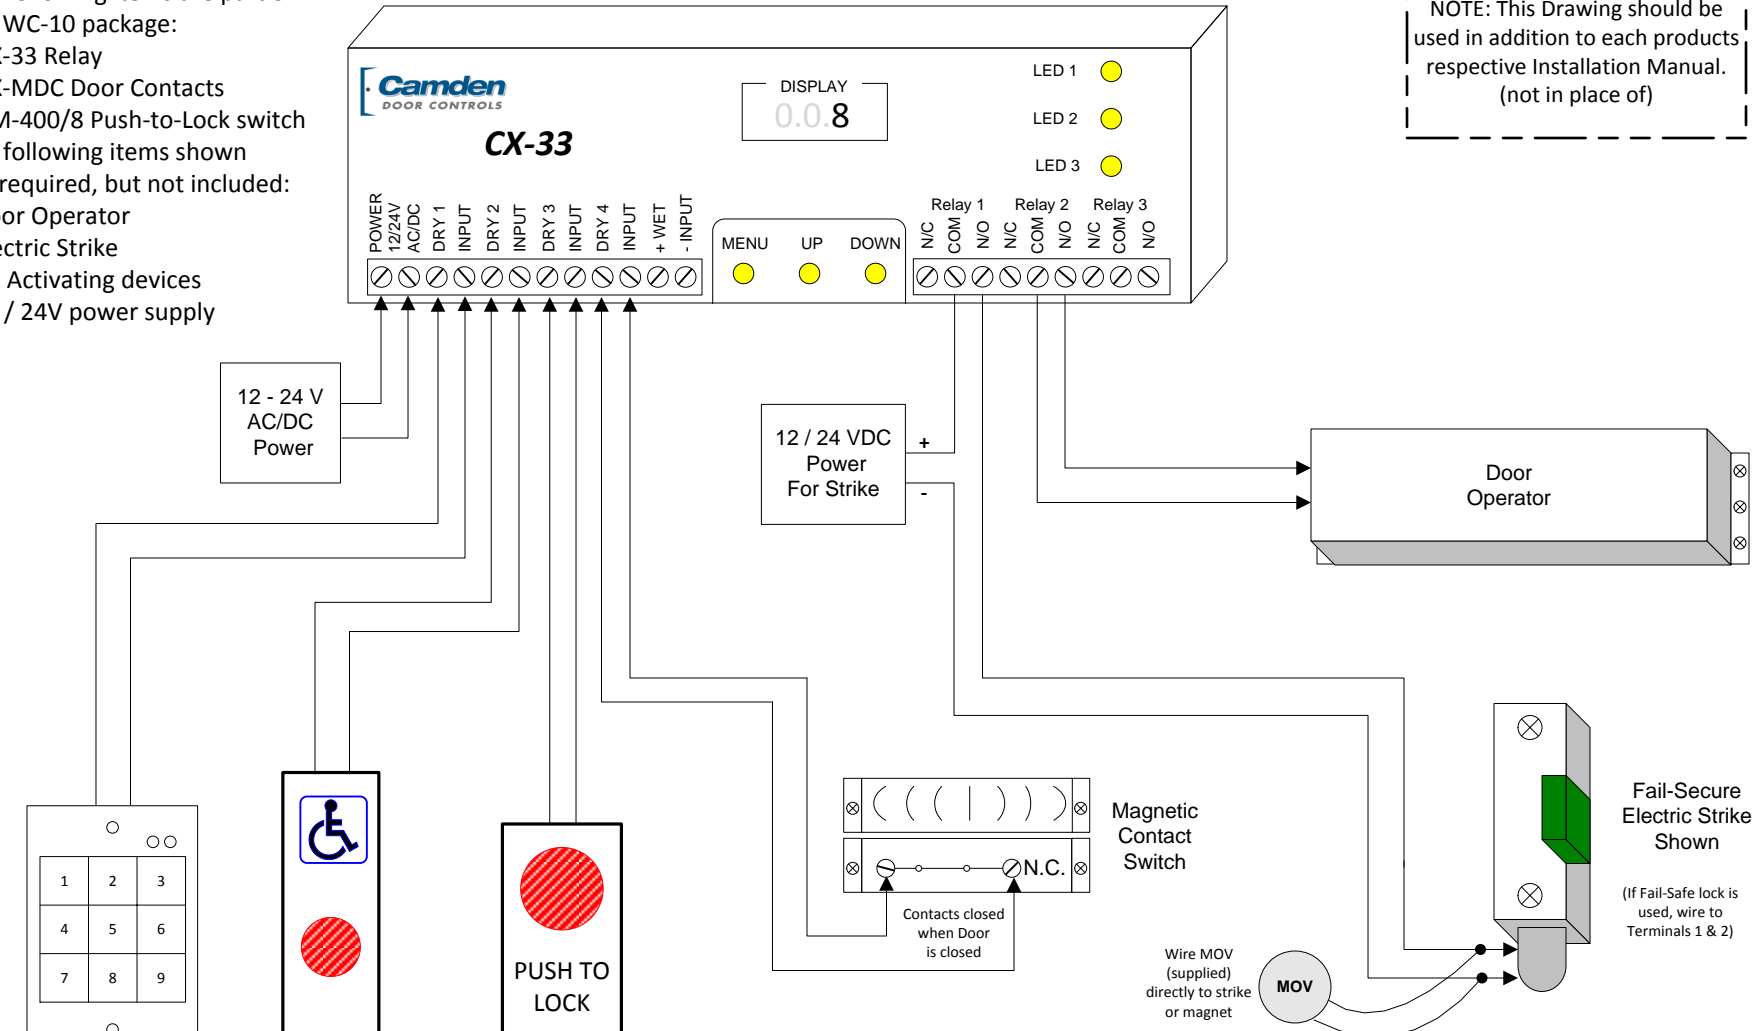 WC-10 package:
-33 Relay
-MDC Door Contacts
-400/8 Push-to-Lock switch
following items shown
required, but not included:
Operator
Strike
Activating devices
/ 24V power supply
Camden
DOOR CONTROLS
CX-33
DISPLAY
0.0.8
LED 1
LED 2
LED 3
NOTE: This Drawing should be
used in addition to each products
respective Installation Manual.
(not in place of)
POWER
12/24V
AC/DC
DRY 1
INPUT
DRY 2
INPUT
DRY 3
INPUT
DRY 4
INPUT
+ WET
- INPUT
MENU UP DOWN
Relay 1 Relay 2 Relay 3
N/C
COM
N/O
N/C
COM
N/O
N/C
COM
N/O
12 - 24 V
AC/DC
Power
12 / 24 VDC
Power
For Strike
+
-
Door
Operator
Magnetic
Contact
Switch
N.C.
Contacts closed
when Door
is closed
Fail-Secure
Electric Strike
Shown
(If Fail-Safe lock is
used, wire to
Terminals 1 & 2)
Wire MOV
(supplied)
directly to strike
or magnet
MOV
1 2 3
4 5 6
7 8 9
PUSH TO
LOCK